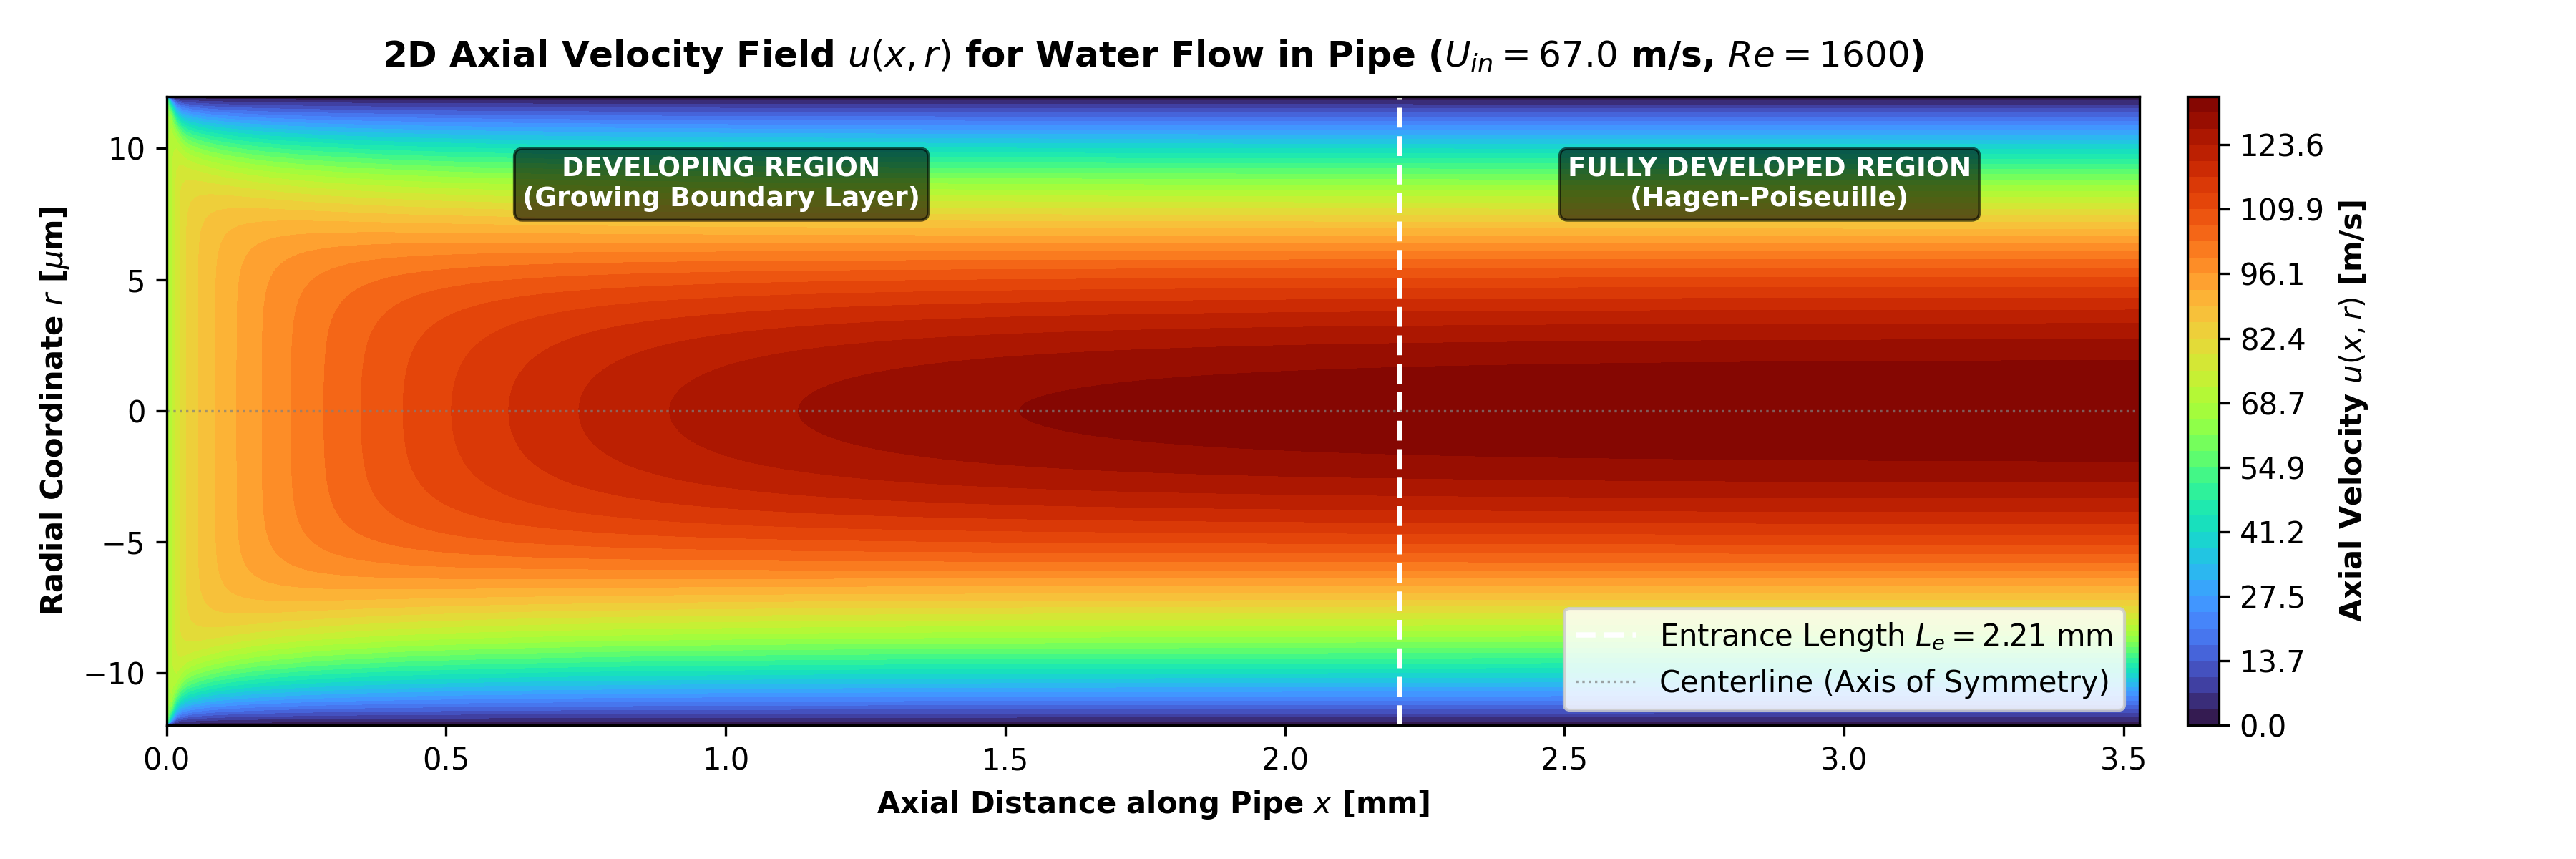 2D Axial Velocity Field u(x, r) for Water Flow in Pipe (U_in = 67.0 m/s, Re = 1600)
DEVELOPING REGION
(Growing Boundary Layer)
FULLY DEVELOPED REGION
(Hagen-Poiseuille)
Radial Coordinate r [μm]
10
5
0
−5
−10
Entrance Length L_e = 2.21 mm
Centerline (Axis of Symmetry)
0.0
0.5
1.0
1.5
2.0
2.5
3.0
3.5
Axial Distance along Pipe x [mm]
123.6
109.9
96.1
82.4
68.7
54.9
41.2
27.5
13.7
0.0
Axial Velocity u(x, r) [m/s]